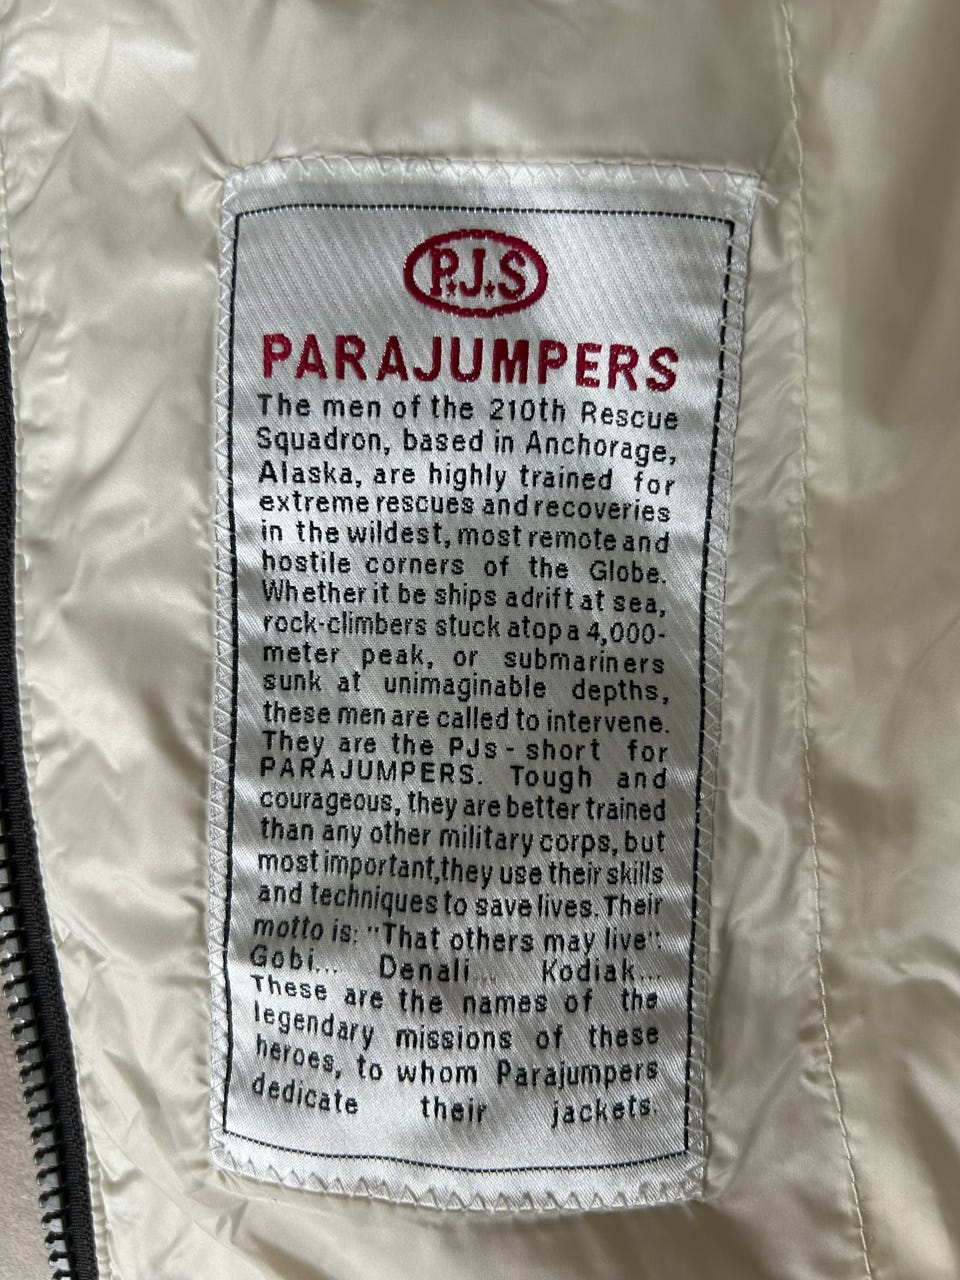 P.J.S
PARAJUMPERS
The men of the 210th Rescue
Squadron, based in Anchorage,
Alaska, are highly trained for
extreme rescues and recoveries
in the wildest, most remote and
hostile corners of the Globe.
Whether it be ships adrift at sea,
rock-climbers stuck atop a 4,000-
meter peak, or submariners
sunk at unimaginable depths,
these men are called to intervene.
They are the PJs - short for
PARAJUMPERS. Tough and
courageous, they are better trained
than any other military corps, but
most important,they use their skills
and techniques to save lives. Their
motto is: "That others may live":
Gobi... Denali... Kodiak...
These are the names of the
legendary missions of these
heroes, to whom Parajumpers
dedicate their jackets.